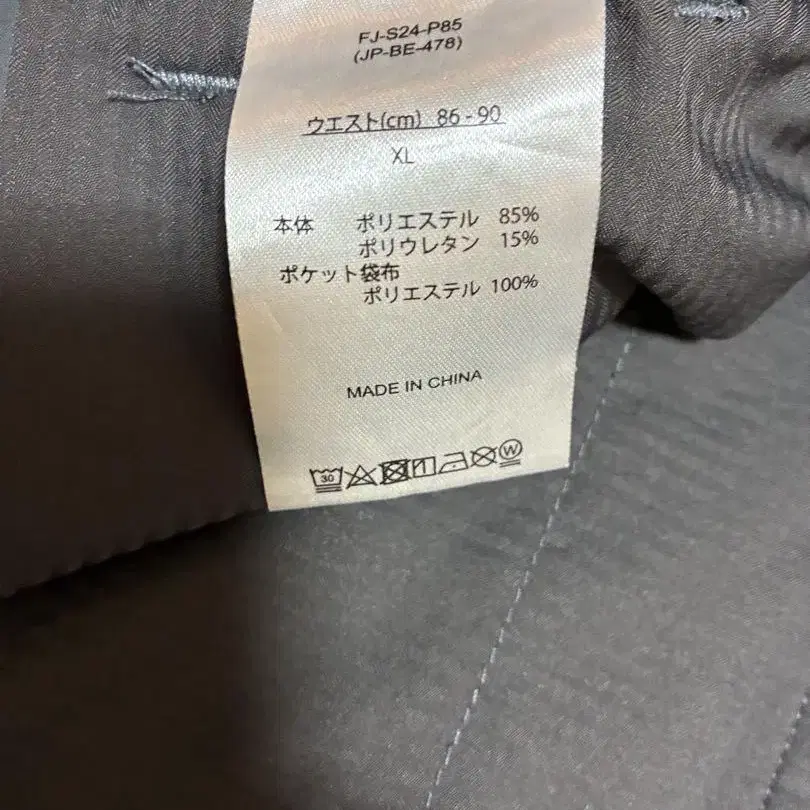 FJ-S24-P85
(JP-BE-478)
ウエスト(cm) 86 - 90
XL
本体 ポリエステル 85%
ポリウレタン 15%
ポケット袋布
ポリエステル 100%
MADE IN CHINA
30 W